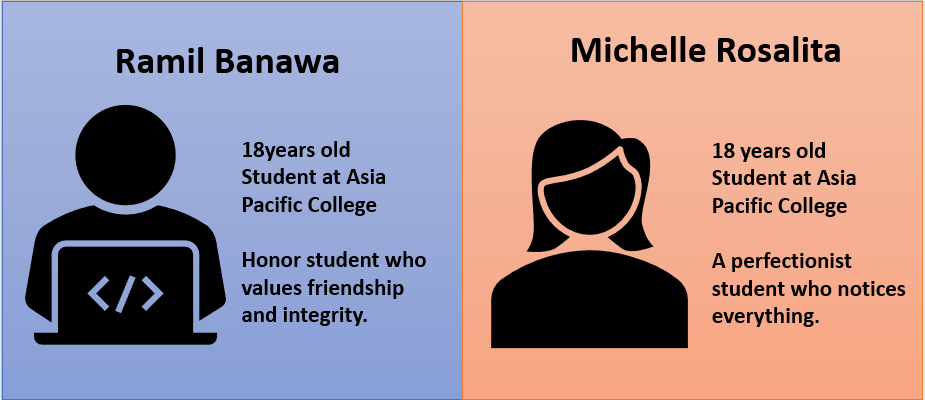 Ramil Banawa
18years old
Student at Asia
Pacific College
Honor student who
values friendship
and integrity.
</>
Michelle Rosalita
18 years old
Student at Asia
Pacific College
A perfectionist
student who notices
everything.